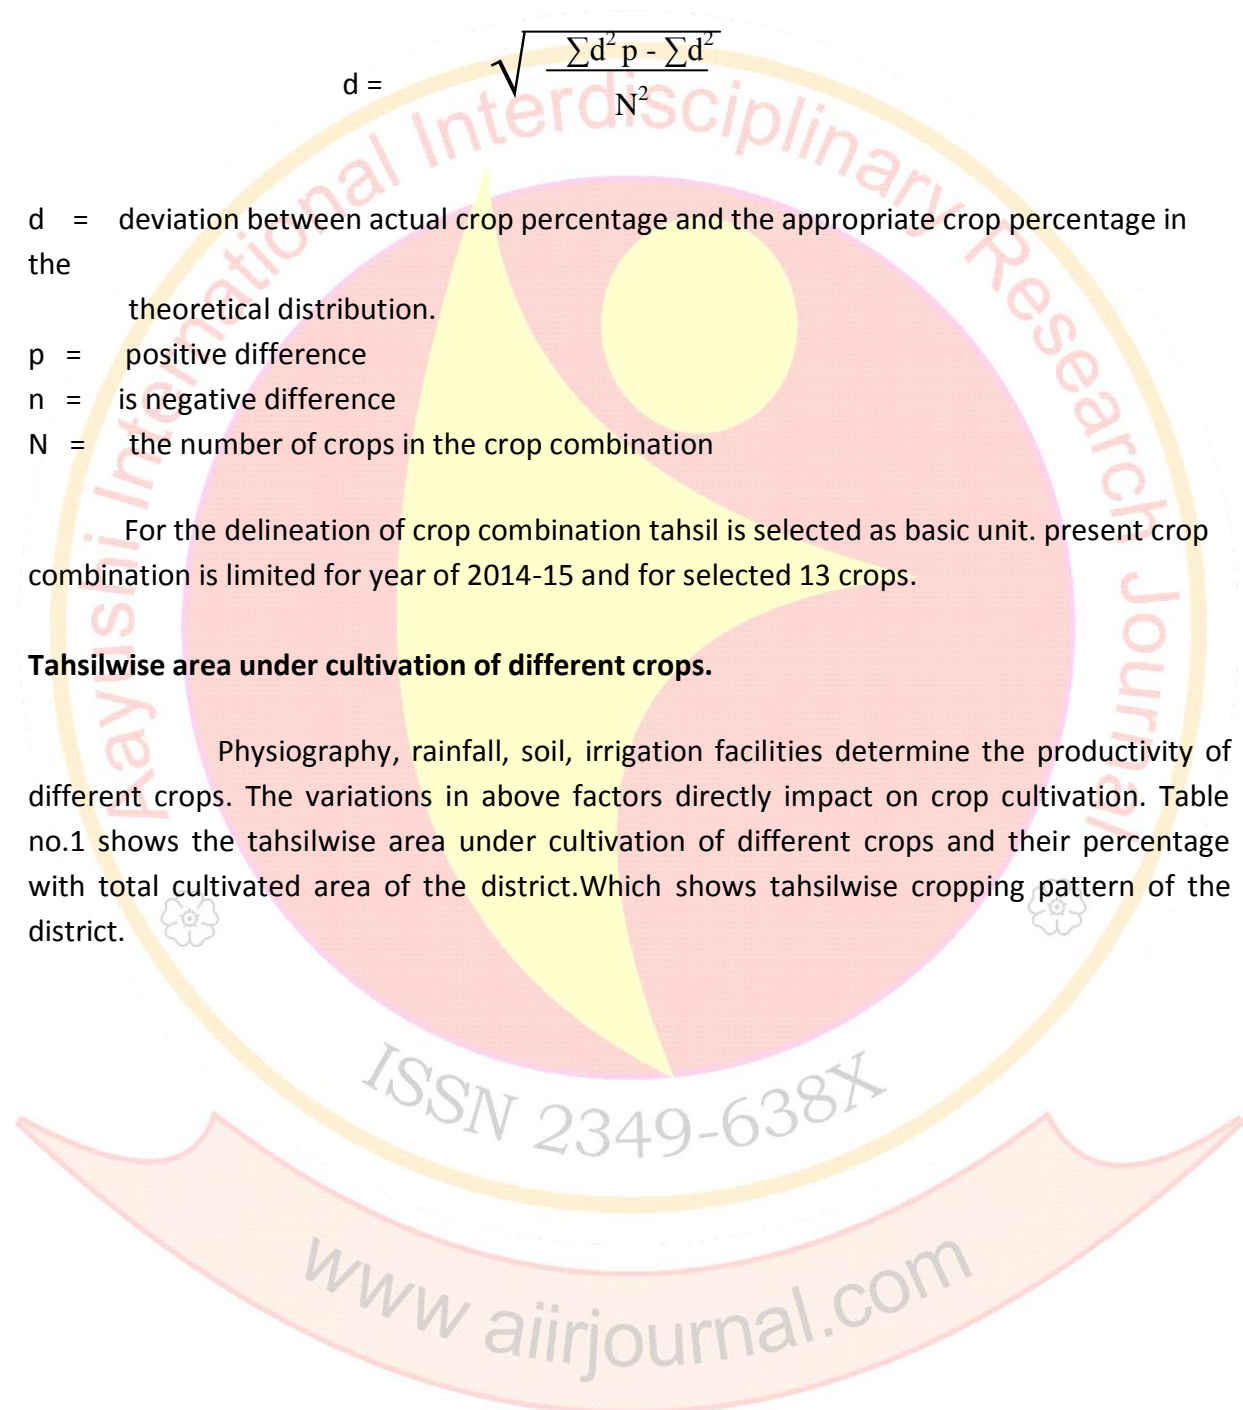 d = √ ∑d² p - ∑d²
N²
d = deviation between actual crop percentage and the appropriate crop percentage in
the
theoretical distribution.
p = positive difference
n = is negative difference
N = the number of crops in the crop combination
For the delineation of crop combination tahsil is selected as basic unit. present crop
combination is limited for year of 2014-15 and for selected 13 crops.
Tahsilwise area under cultivation of different crops.
Physiography, rainfall, soil, irrigation facilities determine the productivity of
different crops. The variations in above factors directly impact on crop cultivation. Table
no.1 shows the tahsilwise area under cultivation of different crops and their percentage
with total cultivated area of the district.Which shows tahsilwise cropping pattern of the
district.
Aayushi International Interdisciplinary Research Journal
ISSN 2349-638X
www aiirjournal.com